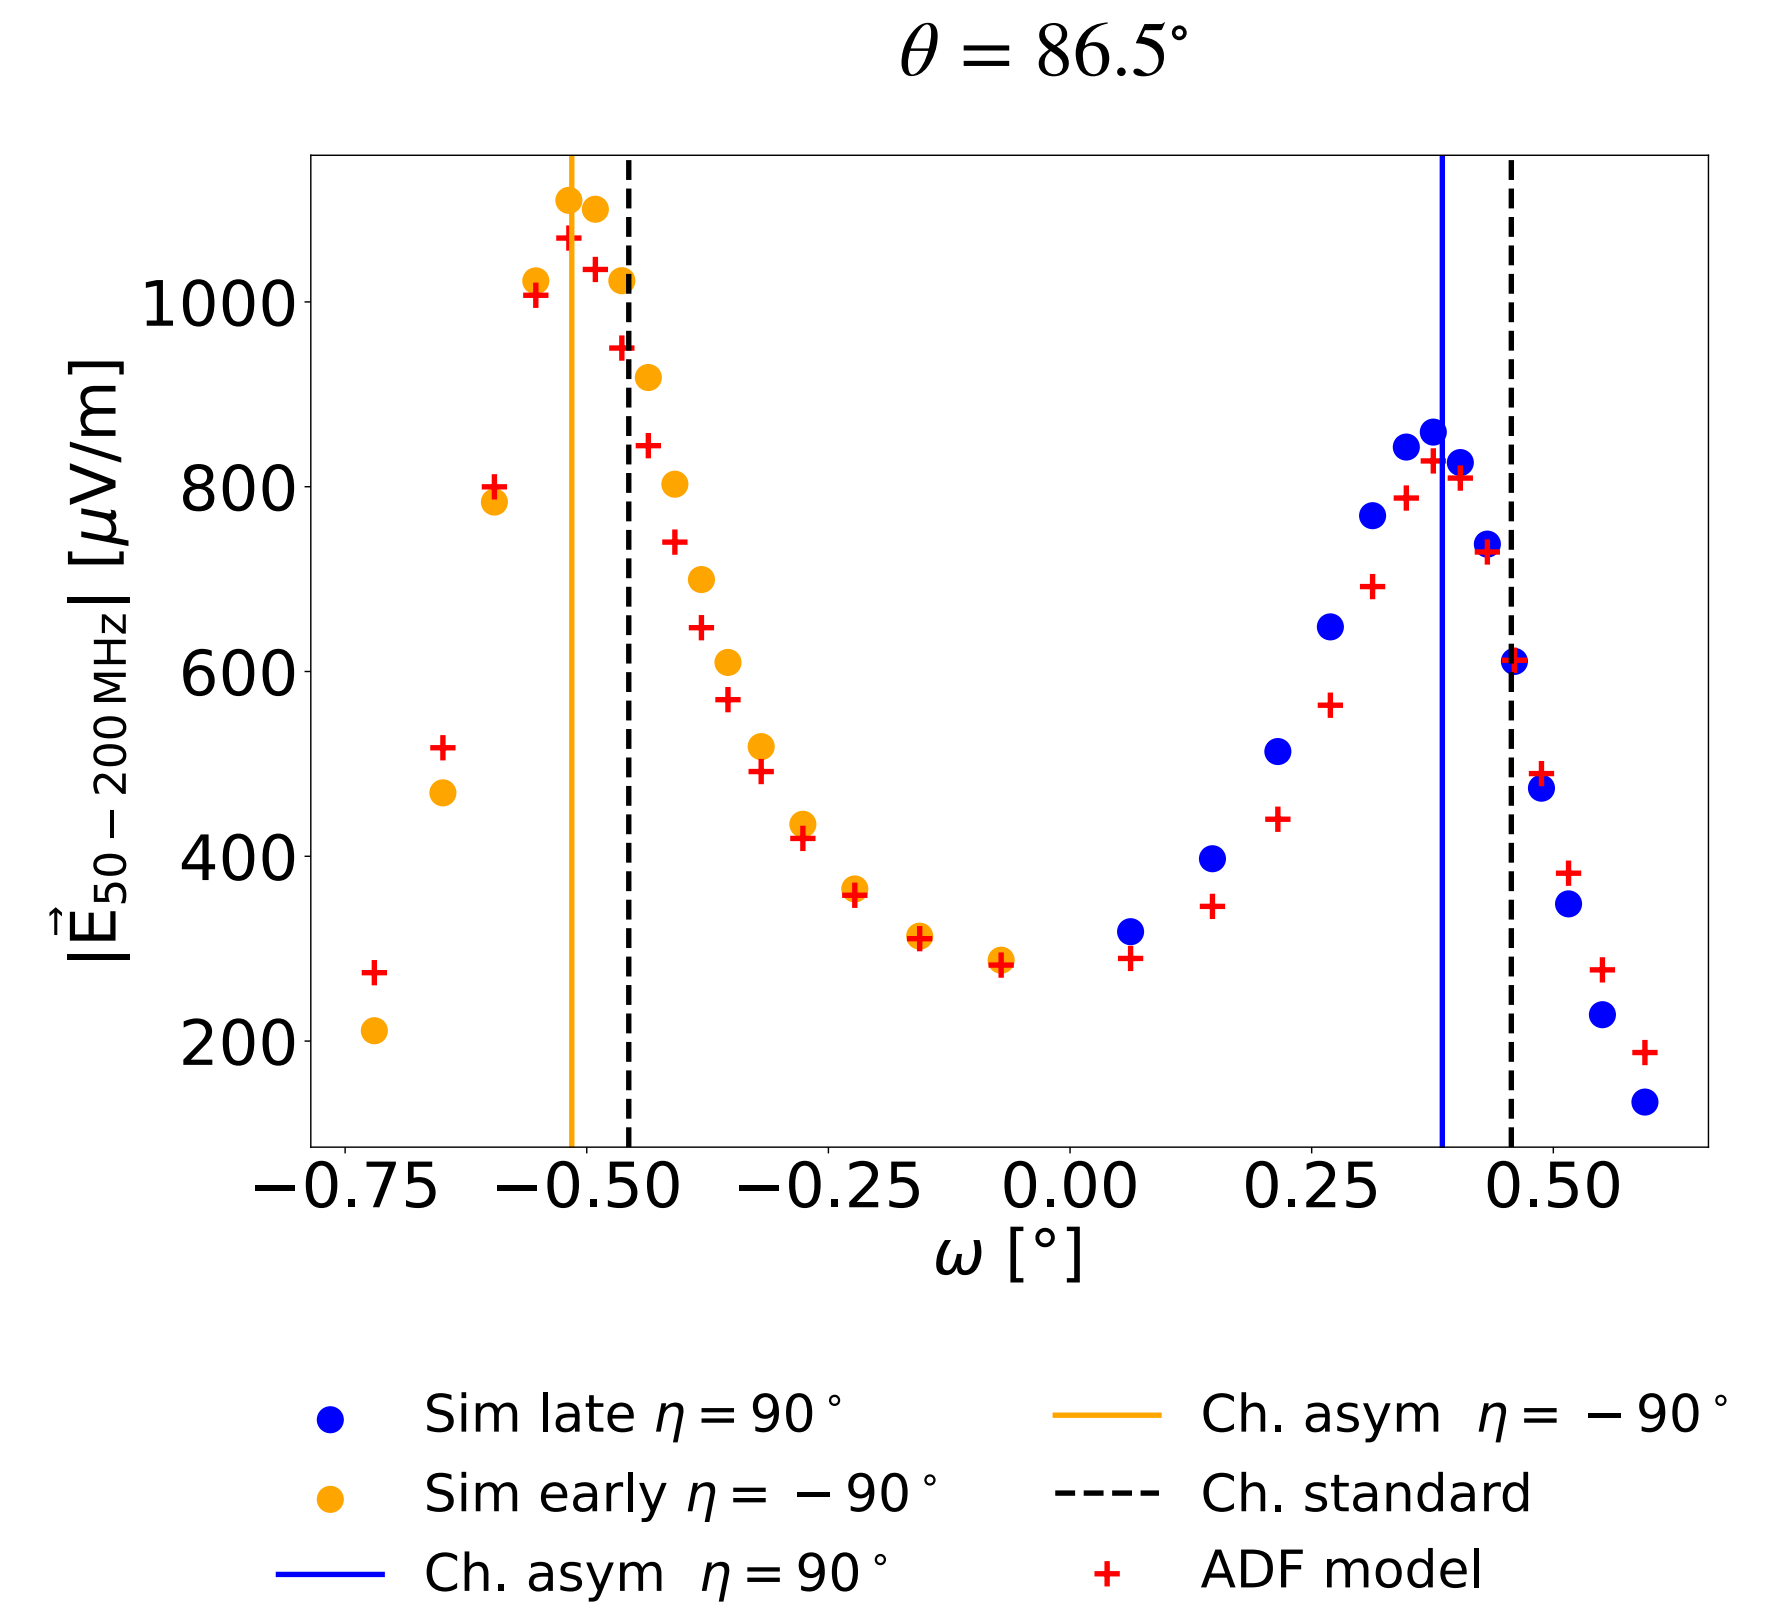 θ = 86.5°
1000
800
600
400
200
|E⃗₅₀₋₂₀₀ MHz| [μV/m]
−0.75 −0.50 −0.25 0.00 0.25 0.50
ω [°]
Sim late η = 90°
Sim early η = −90°
Ch. asym η = 90°
Ch. asym η = −90°
Ch. standard
ADF model